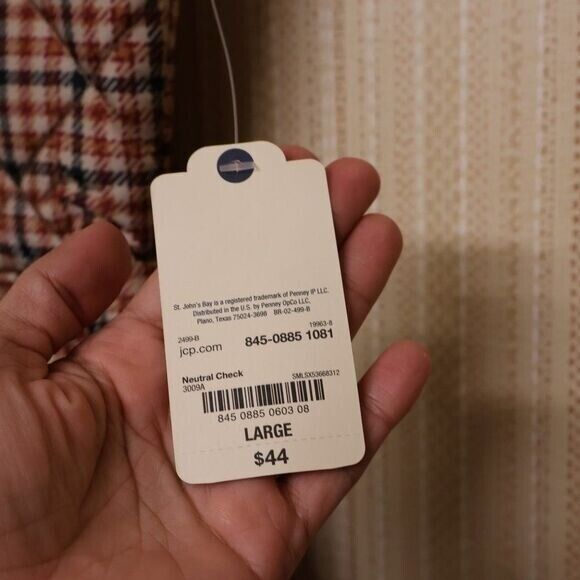 St. John's Bay is a registered trademark of Penney IP LLC.
Distributed in the U.S. by Penney OpCo LLC,
Plano, Texas 75024-3698 BR-02-499-B
2499-B 19963-8
jcp.com 845-0885 1081
Neutral Check
3009A SMLSX53668312
845 0885 0603 08
LARGE
$44